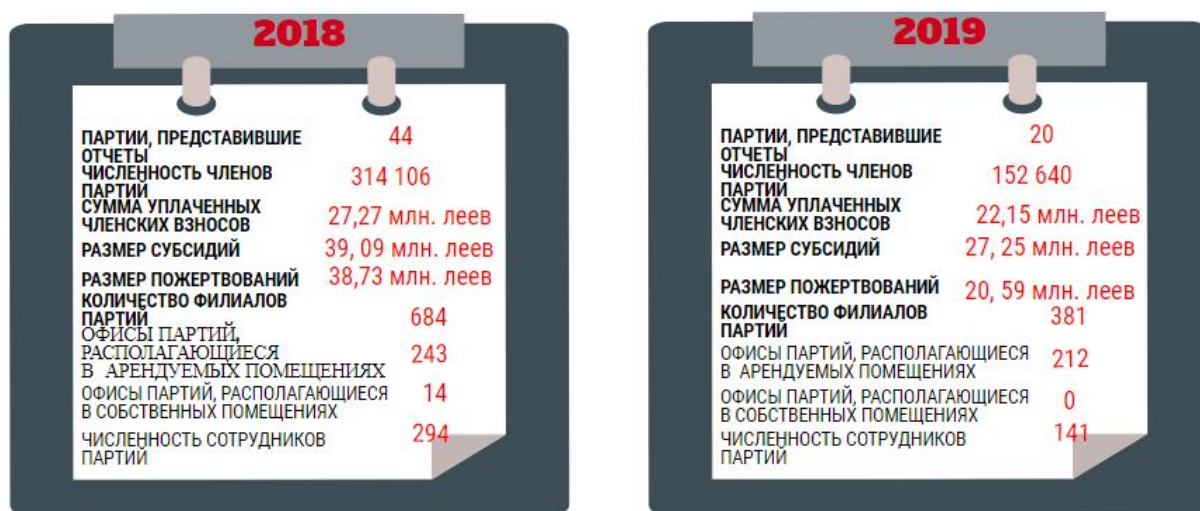 2018
ПАРТИИ, ПРЕДСТАВИВШИЕ 44
ОТЧЕТЫ
ЧИСЛЕННОСТЬ ЧЛЕНОВ 314 106
ПАРТИЙ
СУММА УПЛАЧЕННЫХ 27,27 млн. леев
ЧЛЕНСКИХ ВЗНОСОВ
РАЗМЕР СУБСИДИЙ 39, 09 млн. леев
РАЗМЕР ПОЖЕРТВОВАНИЙ 38,73 млн. леев
КОЛИЧЕСТВО ФИЛИАЛОВ 684
ПАРТИЙ
ОФИСЫ ПАРТИЙ,
РАСПОЛАГАЮЩИЕСЯ 243
В АРЕНДУЕМЫХ ПОМЕЩЕНИЯХ
ОФИСЫ ПАРТИЙ, РАСПОЛАГАЮЩИЕСЯ 14
В СОБСТВЕННЫХ ПОМЕЩЕНИЯХ
ЧИСЛЕННОСТЬ СОТРУДНИКОВ 294
ПАРТИЙ
2019
ПАРТИИ, ПРЕДСТАВИВШИЕ 20
ОТЧЕТЫ
ЧИСЛЕННОСТЬ ЧЛЕНОВ 152 640
ПАРТИЙ
СУММА УПЛАЧЕННЫХ 22,15 млн. леев
ЧЛЕНСКИХ ВЗНОСОВ
РАЗМЕР СУБСИДИЙ 27, 25 млн. леев
РАЗМЕР ПОЖЕРТВОВАНИЙ 20, 59 млн. леев
КОЛИЧЕСТВО ФИЛИАЛОВ 381
ПАРТИЙ
ОФИСЫ ПАРТИЙ, РАСПОЛАГАЮЩИЕСЯ 212
В АРЕНДУЕМЫХ ПОМЕЩЕНИЯХ
ОФИСЫ ПАРТИЙ, РАСПОЛАГАЮЩИЕСЯ 0
В СОБСТВЕННЫХ ПОМЕЩЕНИЯХ
ЧИСЛЕННОСТЬ СОТРУДНИКОВ 141
ПАРТИЙ